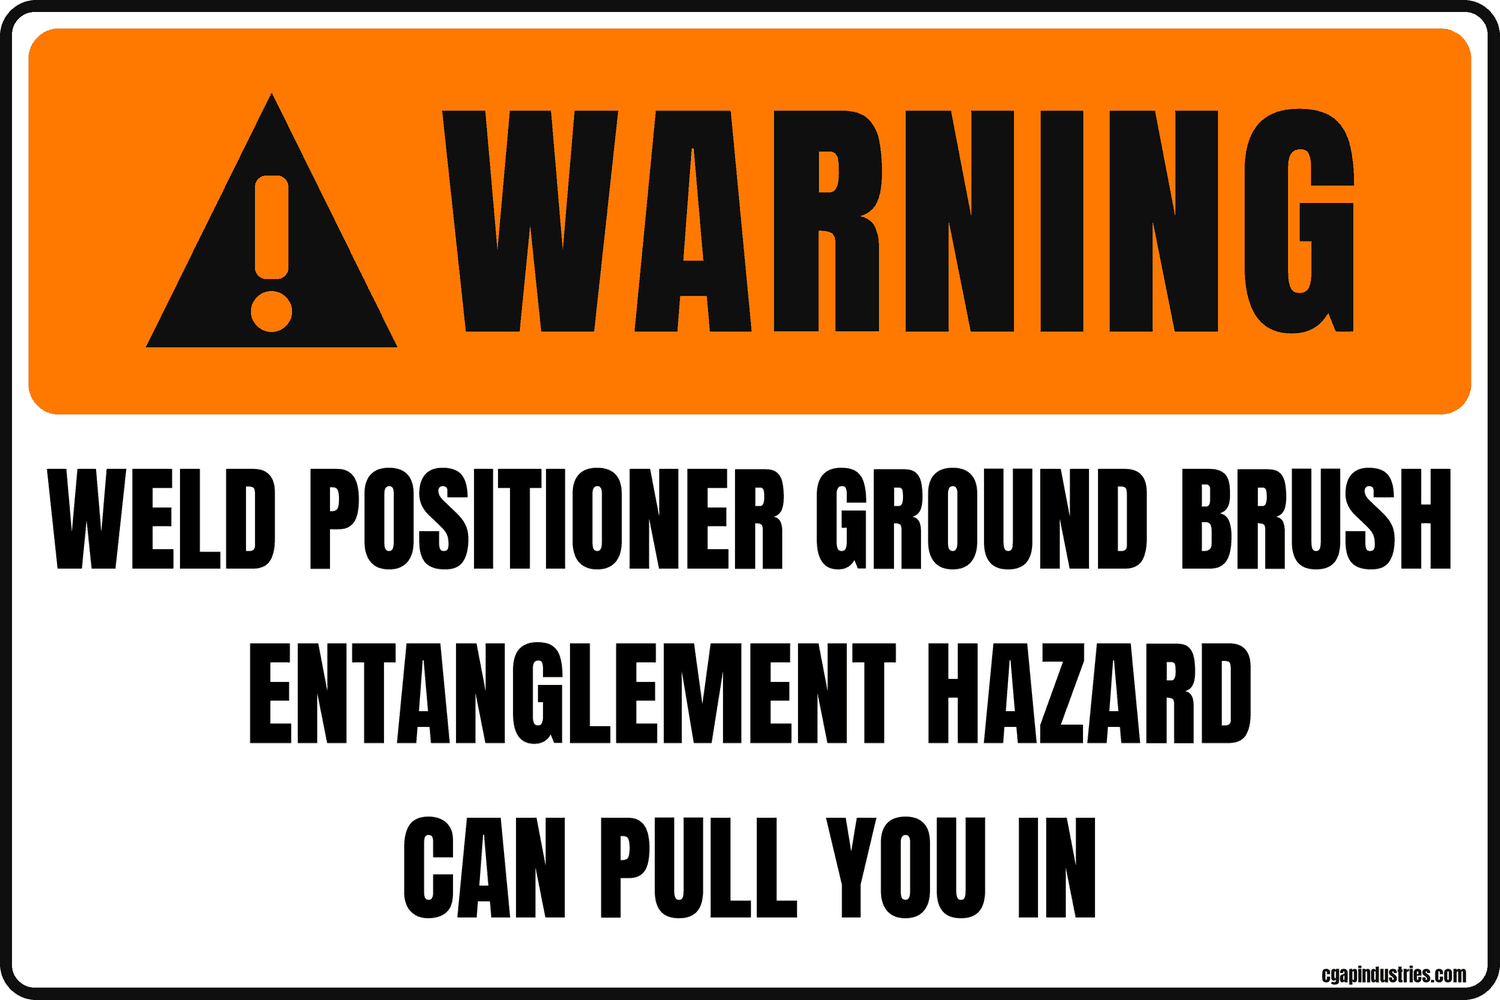 WARNING
WELD POSITIONER GROUND BRUSH
ENTANGLEMENT HAZARD
CAN PULL YOU IN
cgapindustries.com